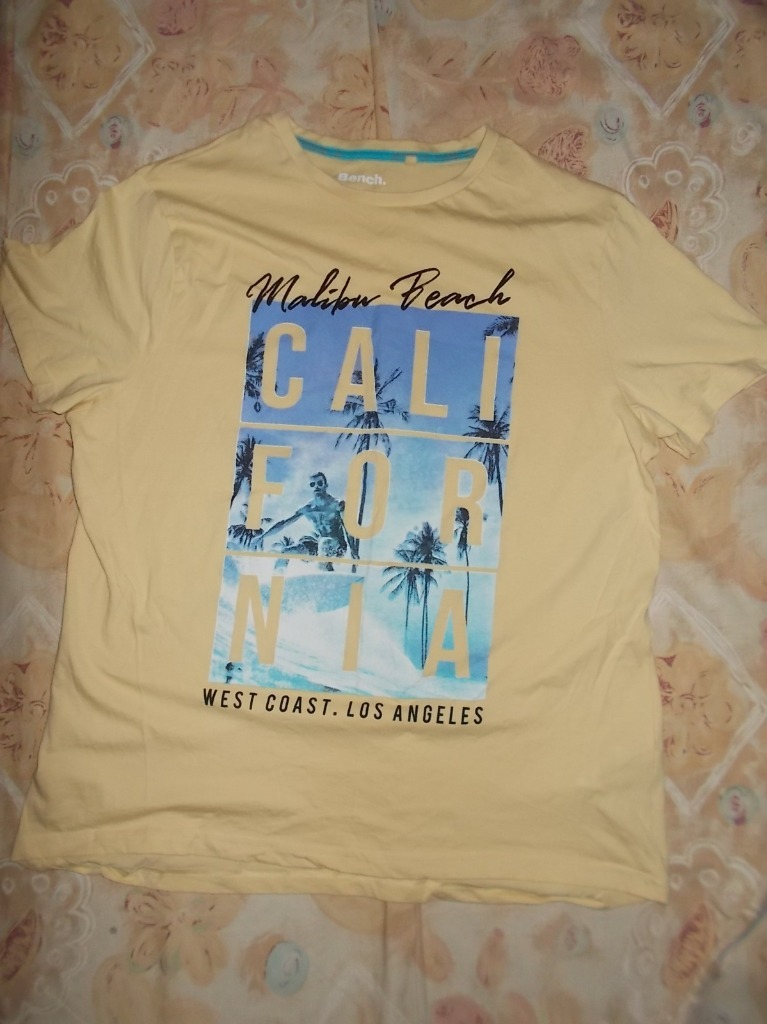 Bench.
Malibu Beach
CALI
FOR
NIA
WEST COAST. LOS ANGELES